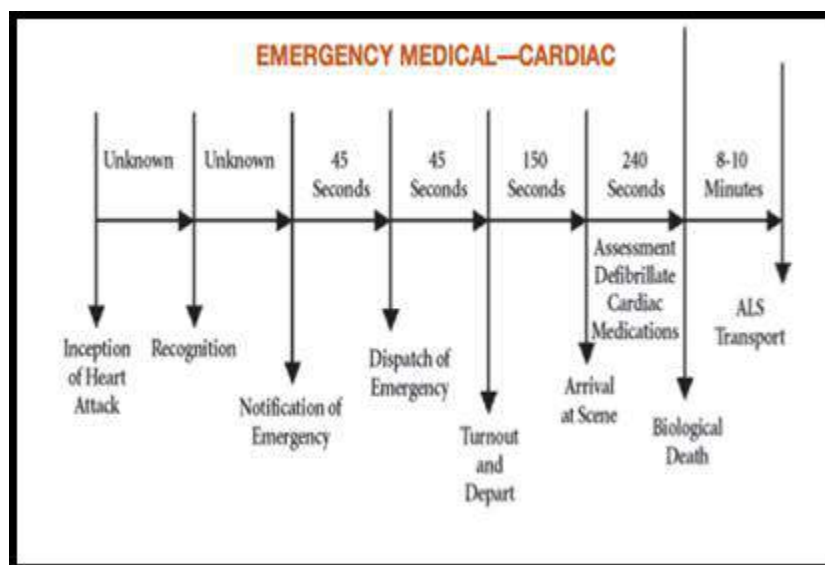 EMERGENCY MEDICAL—CARDIAC
Unknown
Unknown
45
Seconds
45
Seconds
150
Seconds
240
Seconds
8-10
Minutes
Assessment
Defibrillate
Cardiac
Medications
Inception
of Heart
Attack
Recognition
Notification of
Emergency
Dispatch of
Emergency
Turnout
and
Depart
Arrival
at Scene
Biological
Death
ALS
Transport